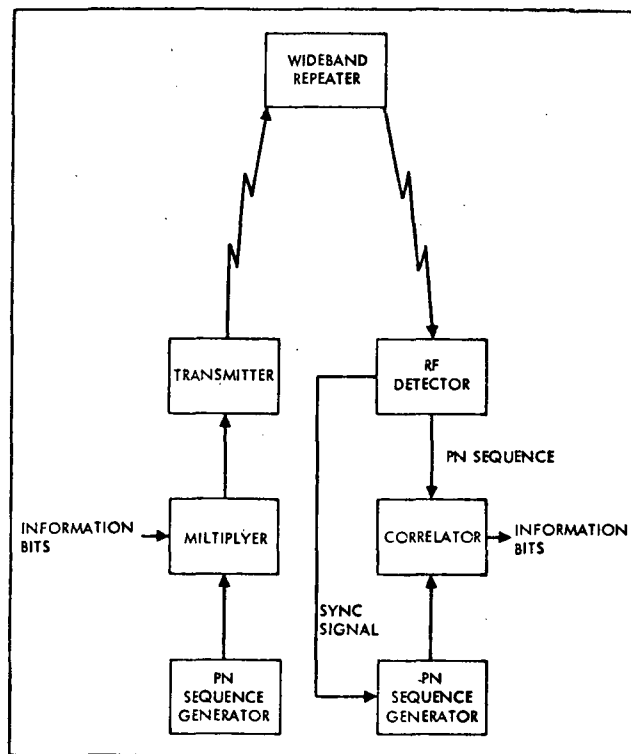 WIDEBAND
REPEATER
TRANSMITTER
RF
DETECTOR
PN SEQUENCE
INFORMATION
BITS
MILTIPLYER
CORRELATOR
INFORMATION
BITS
SYNC
SIGNAL
PN
SEQUENCE
GENERATOR
-PN
SEQUENCE
GENERATOR